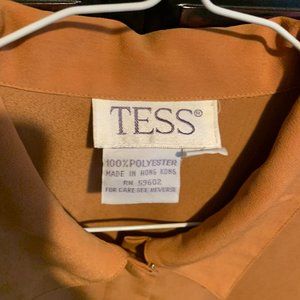 TESS®
100% POLYESTER
MADE IN HONG KONG
RN 59602
FOR CARE SEE REVERSE